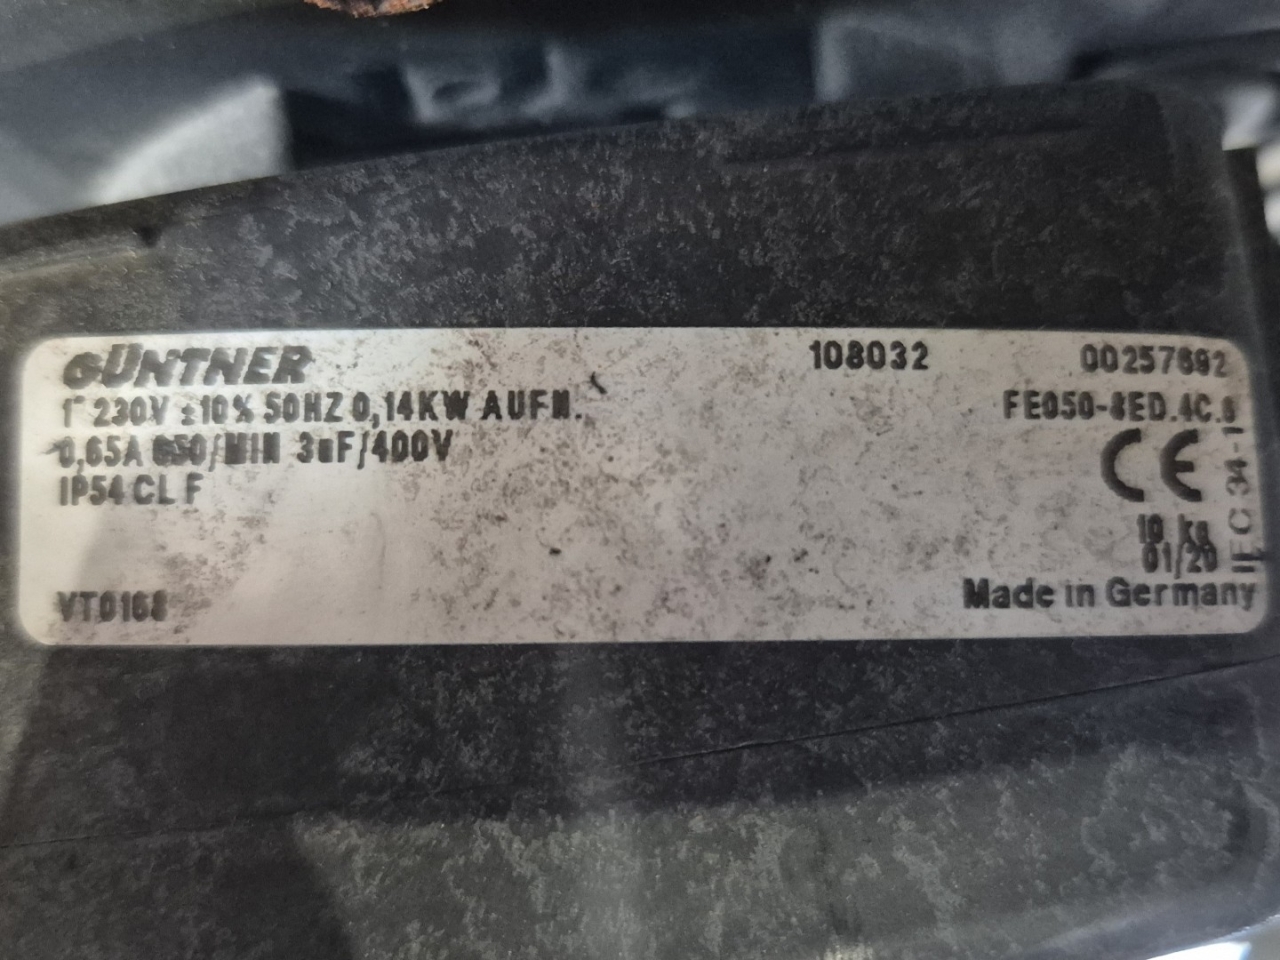 GÜNTNER 108032 00257692
1~ 230V ±10% 50HZ 0,14KW AUFN. FE050-8ED.4C.6
0,65A 650/MIN 3uF/400V
IP54 CL F
CE
IEC 34-1
10 kg
01/20
VT0168 Made in Germany